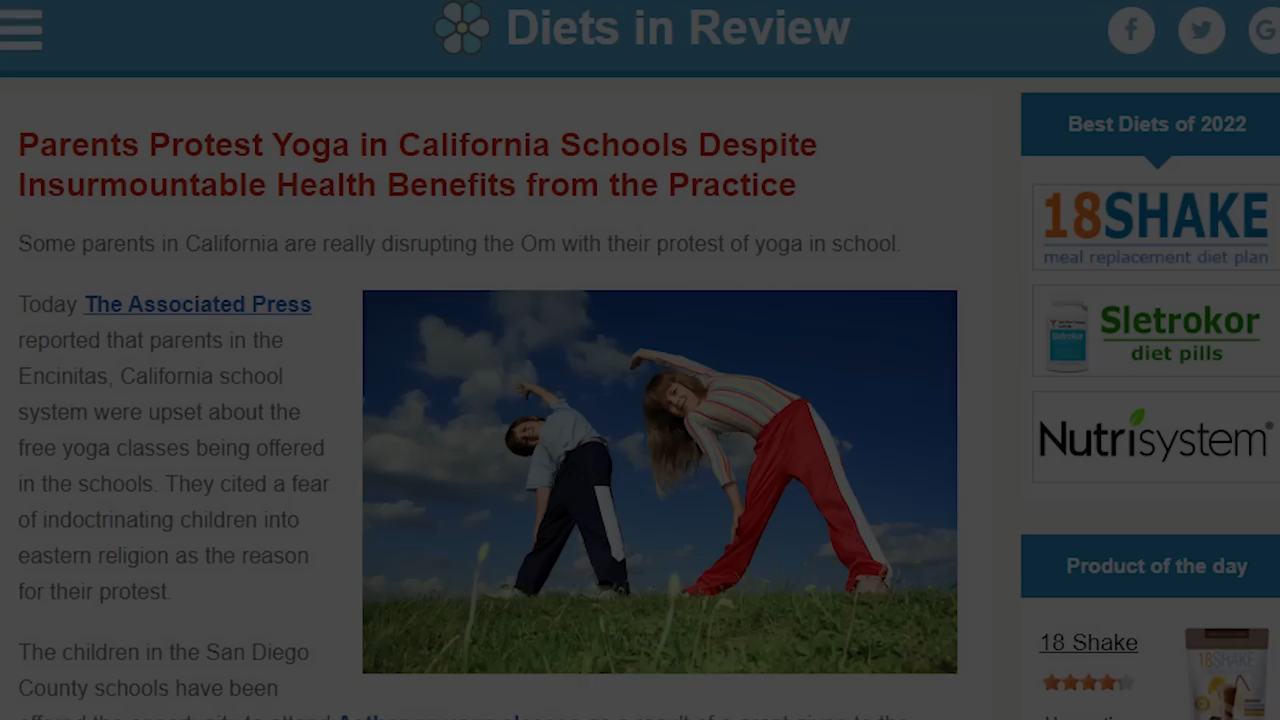 Diets in Review
Parents Protest Yoga in California Schools Despite
Insurmountable Health Benefits from the Practice
Some parents in California are really disrupting the Om with their protest of yoga in school.
Today The Associated Press
reported that parents in the
Encinitas, California school
system were upset about the
free yoga classes being offered
in the schools. They cited a fear
of indoctrinating children into
eastern religion as the reason
for their protest.
The children in the San Diego
County schools have been
Best Diets of 2022
18SHAKE
meal replacement diet plan
Sletrokor
diet pills
Nutrisystem®
Product of the day
18 Shake
18SHAKE